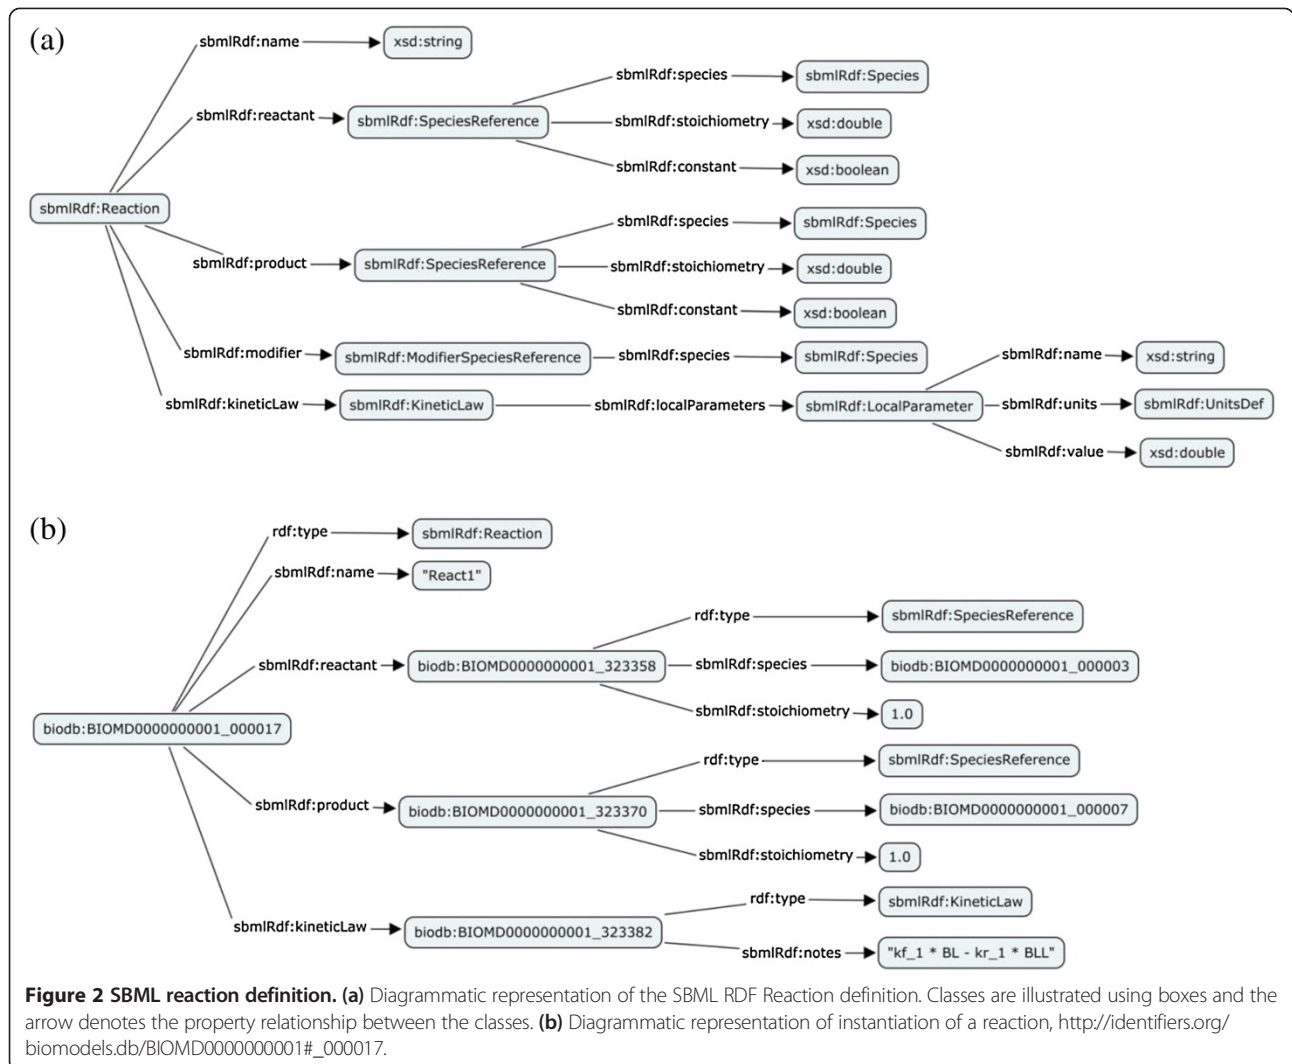 (a)
sbmlRdf:name
xsd:string
sbmlRdf:species
sbmlRdf:Species
sbmlRdf:reactant
sbmlRdf:SpeciesReference
sbmlRdf:stoichiometry
xsd:double
sbmlRdf:constant
xsd:boolean
sbmlRdf:Reaction
sbmlRdf:species
sbmlRdf:Species
sbmlRdf:product
sbmlRdf:SpeciesReference
sbmlRdf:stoichiometry
xsd:double
sbmlRdf:constant
xsd:boolean
sbmlRdf:modifier
sbmlRdf:ModifierSpeciesReference
sbmlRdf:species
sbmlRdf:Species
sbmlRdf:name
xsd:string
sbmlRdf:kineticLaw
sbmlRdf:KineticLaw
sbmlRdf:localParameters
sbmlRdf:LocalParameter
sbmlRdf:units
sbmlRdf:UnitsDef
sbmlRdf:value
xsd:double
(b)
rdf:type
sbmlRdf:Reaction
sbmlRdf:name
"React1"
rdf:type
sbmlRdf:SpeciesReference
sbmlRdf:reactant
biodb:BIOMD0000000001_323358
sbmlRdf:species
biodb:BIOMD0000000001_000003
sbmlRdf:stoichiometry
1.0
biodb:BIOMD0000000001_000017
rdf:type
sbmlRdf:SpeciesReference
sbmlRdf:product
biodb:BIOMD0000000001_323370
sbmlRdf:species
biodb:BIOMD0000000001_000007
sbmlRdf:stoichiometry
1.0
rdf:type
sbmlRdf:KineticLaw
sbmlRdf:kineticLaw
biodb:BIOMD0000000001_323382
sbmlRdf:notes
"kf_1 * BL - kr_1 * BLL"
Figure 2 SBML reaction definition. (a) Diagrammatic representation of the SBML RDF Reaction definition. Classes are illustrated using boxes and the
arrow denotes the property relationship between the classes. (b) Diagrammatic representation of instantiation of a reaction, http://identifiers.org/
biomodels.db/BIOMD0000000001#_000017.